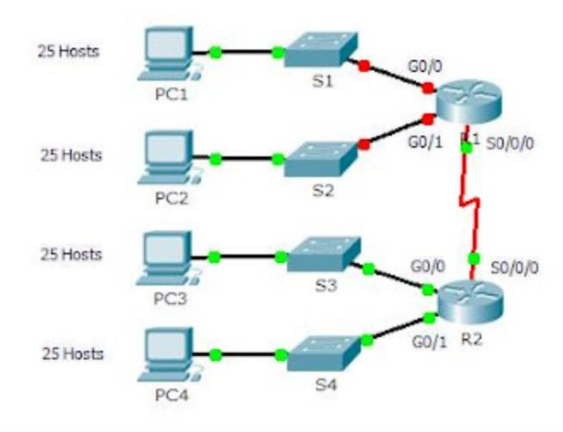 25 Hosts
PC1
S1
G0/0
R1
25 Hosts
PC2
S2
G0/1
S0/0/0
25 Hosts
PC3
S3
G0/0
S0/0/0
25 Hosts
PC4
S4
G0/1
R2